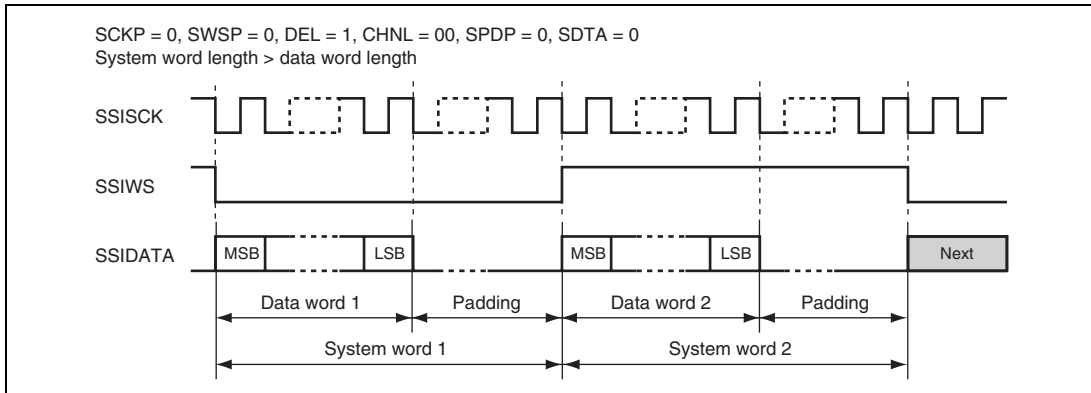 SCKP = 0, SWSP = 0, DEL = 1, CHNL = 00, SPDP = 0, SDTA = 0
System word length > data word length
SSISCK
SSIWS
SSIDATA
MSB
LSB
MSB
LSB
Next
Data word 1
Padding
Data word 2
Padding
System word 1
System word 2